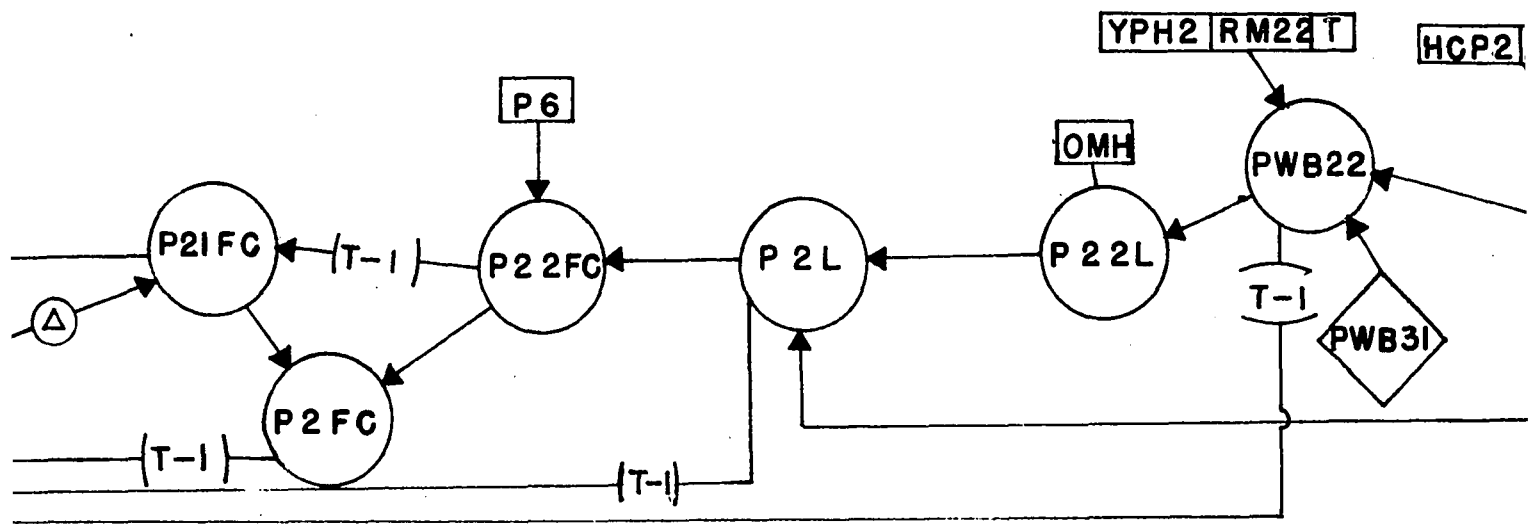 YPH2 RM22 T
HCP2
P6
OMH
PWB22
P21FC
(T-1)
P22FC
P2L
P22L
T-1
Δ
PWB31
P2FC
(T-1)
(T-1)